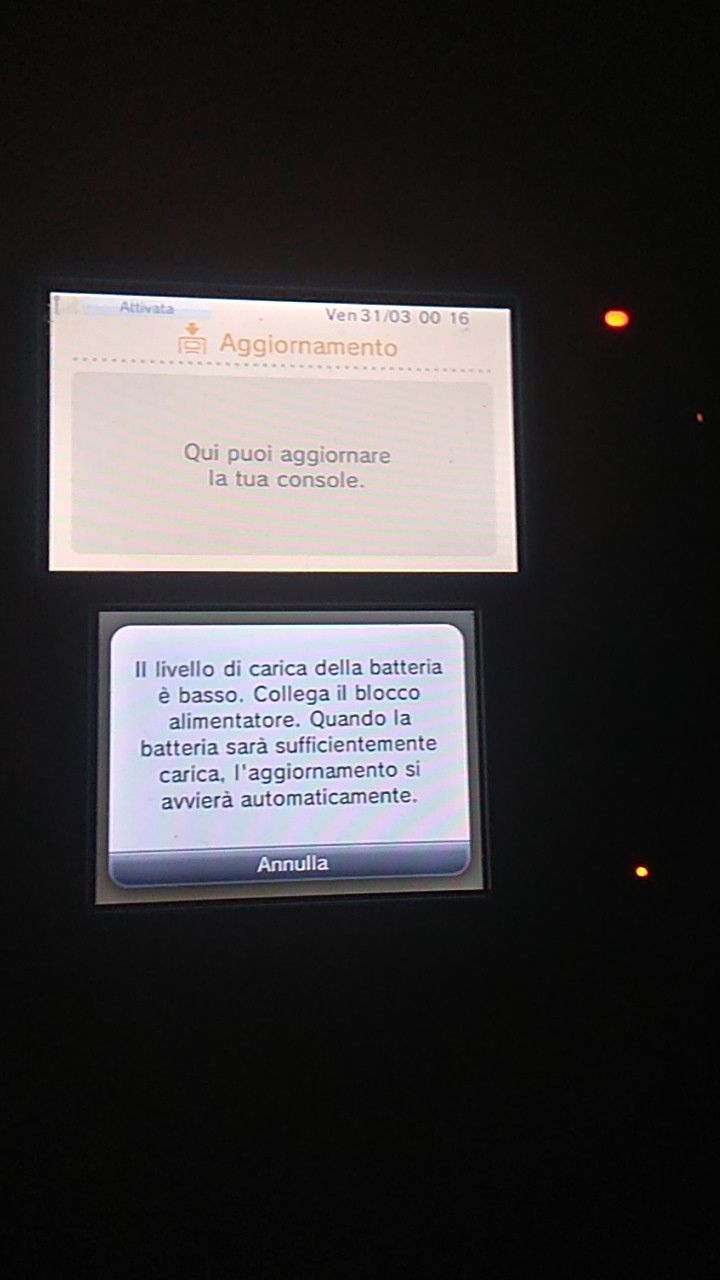 Attivata
Ven 31/03 00 16
Aggiornamento
Qui puoi aggiornare
la tua console.
Il livello di carica della batteria
è basso. Collega il blocco
alimentatore. Quando la
batteria sarà sufficientemente
carica, l'aggiornamento si
avvierà automaticamente.
Annulla